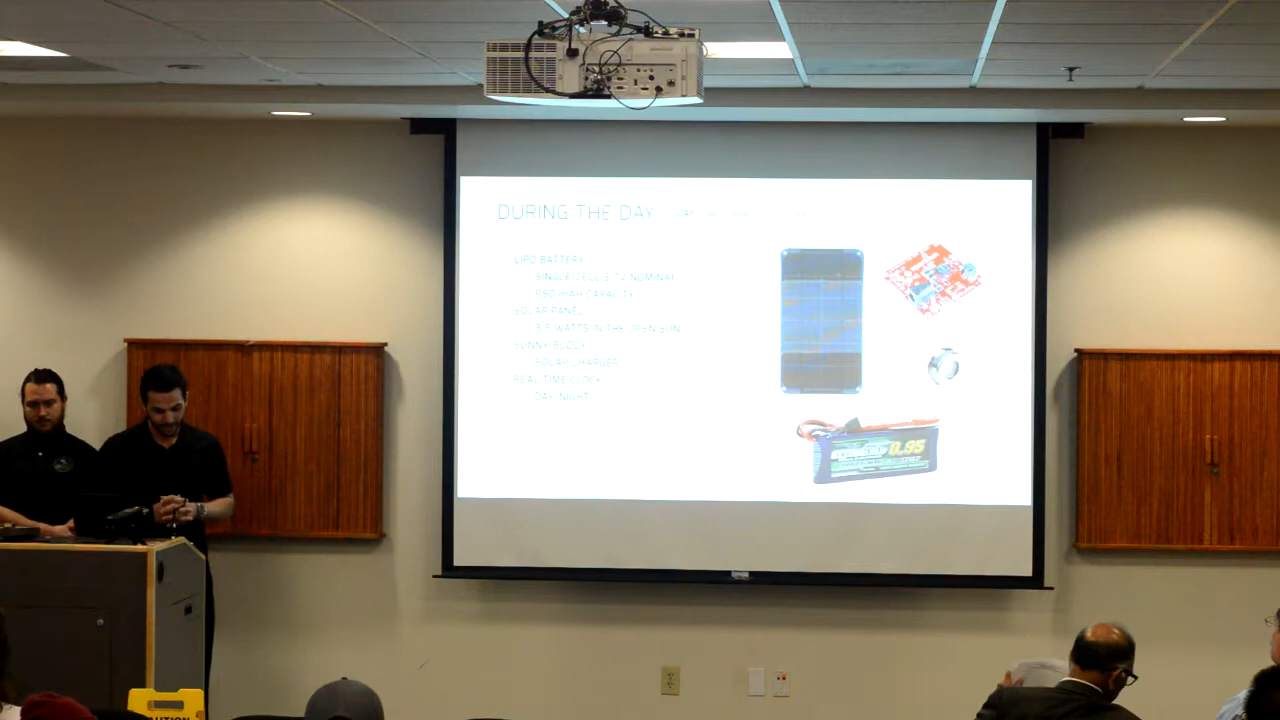 DURING THE DAY
LIPO BATTERY
SINGLE CELL 3.7V NOMINAL
950 MAH CAPACITY
SOLAR PANEL
3.5 WATTS IN THE OPEN SUN
SUNNY BUDDY
SOLAR CHARGER
REAL TIME CLOCK
DAY-NIGHT
0.95
CAUTION